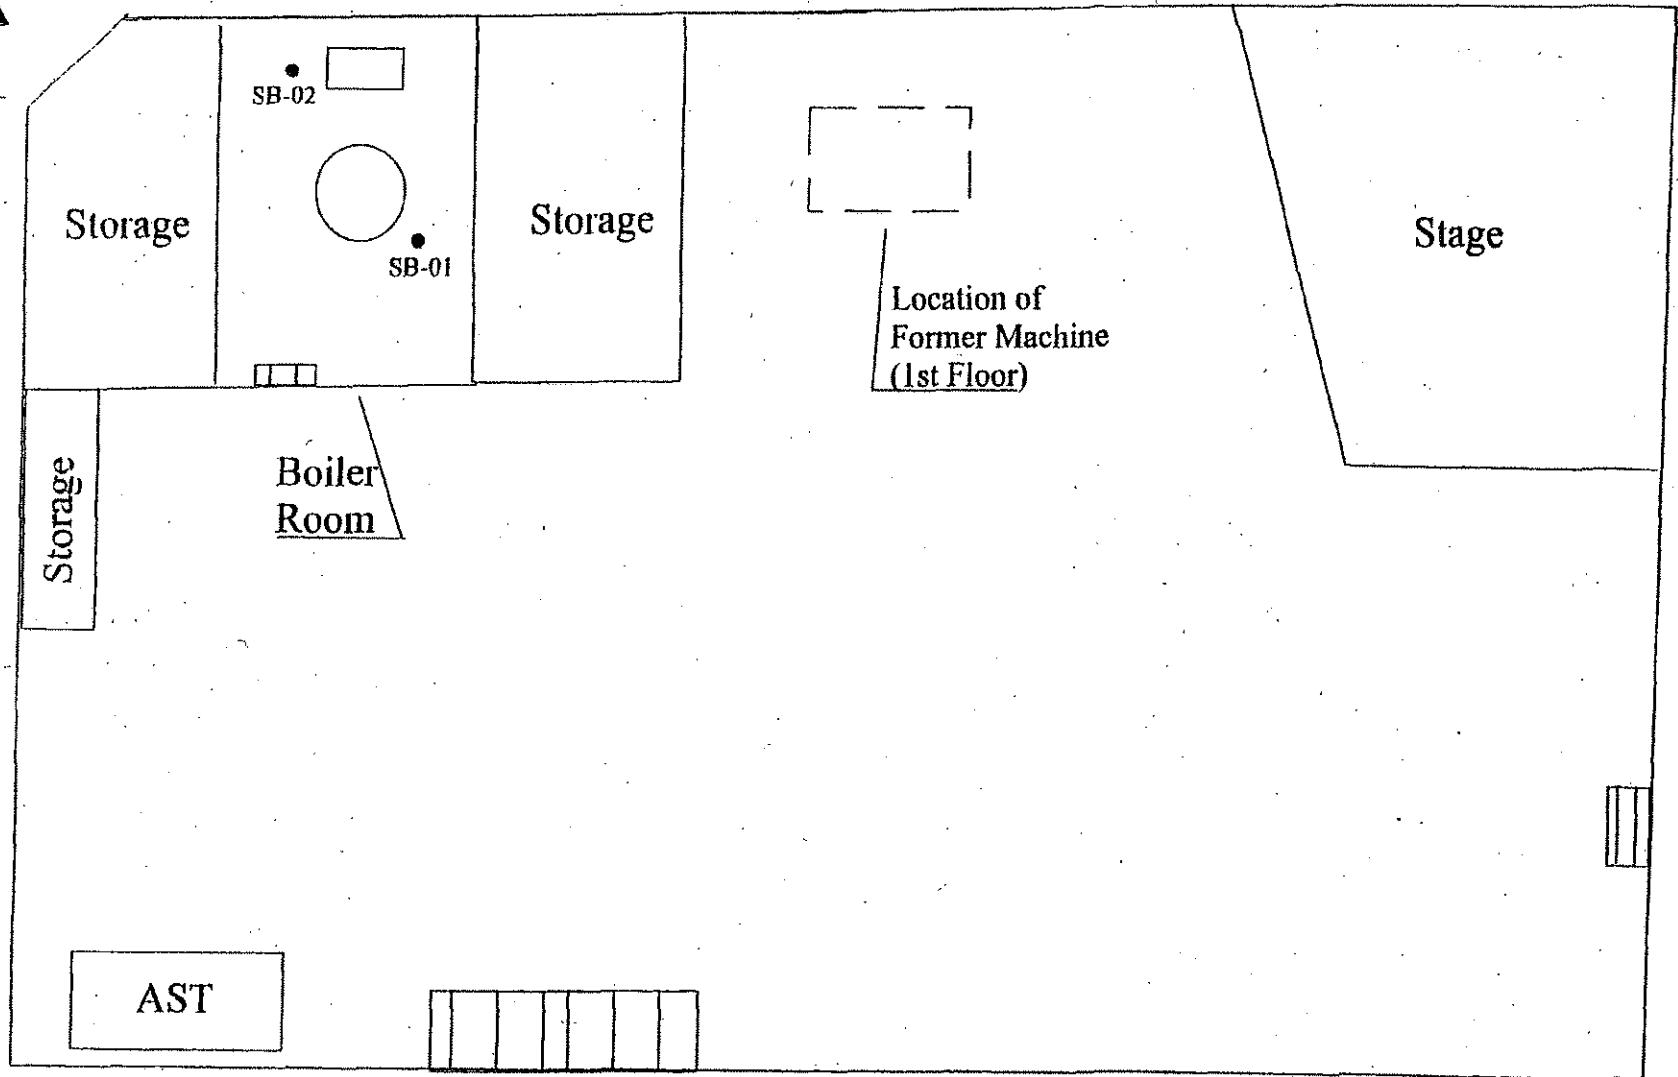 SB-02
Storage
SB-01
Storage
Location of
Former Machine
(1st Floor)
Stage
Boiler
Room
Storage
AST